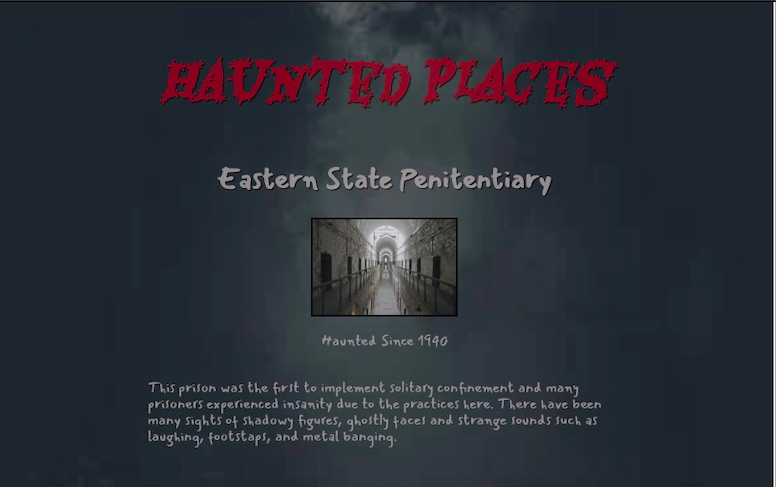 HAUNTED PLACES
Eastern State Penitentiary
Haunted Since 1940
This prison was the first to implement solitary confinement and many
prisoners experienced insanity due to the practices here. There have been
many sights of shadowy figures, ghostly faces and strange sounds such as
laughing, footstaps, and metal banging.